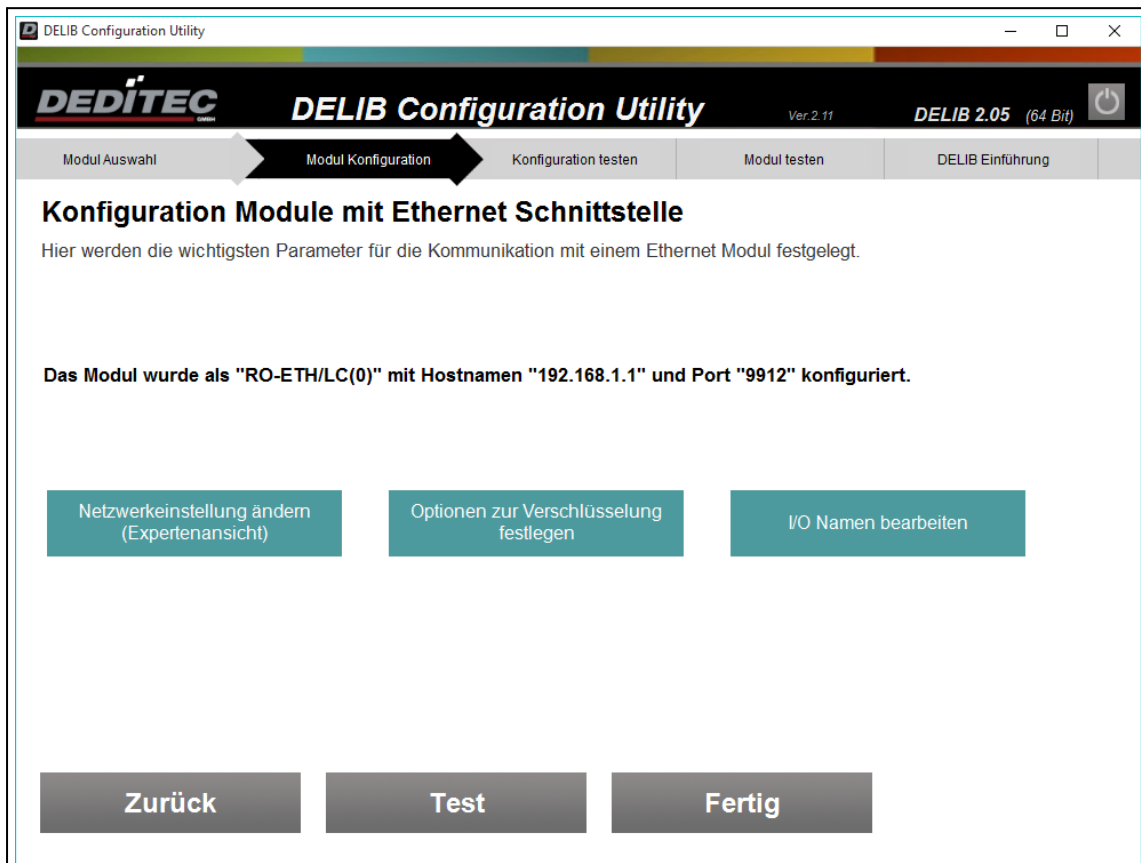 DELIB Configuration Utility
DEDITEC
GMBH
DELIB Configuration Utility
Ver.2.11
DELIB 2.05 (64 Bit)
Modul Auswahl
Modul Konfiguration
Konfiguration testen
Modul testen
DELIB Einführung
Konfiguration Module mit Ethernet Schnittstelle
Hier werden die wichtigsten Parameter für die Kommunikation mit einem Ethernet Modul festgelegt.
Das Modul wurde als "RO-ETH/LC(0)" mit Hostnamen "192.168.1.1" und Port "9912" konfiguriert.
Netzwerkeinstellung ändern
(Expertenansicht)
Optionen zur Verschlüsselung
festlegen
I/O Namen bearbeiten
Zurück
Test
Fertig